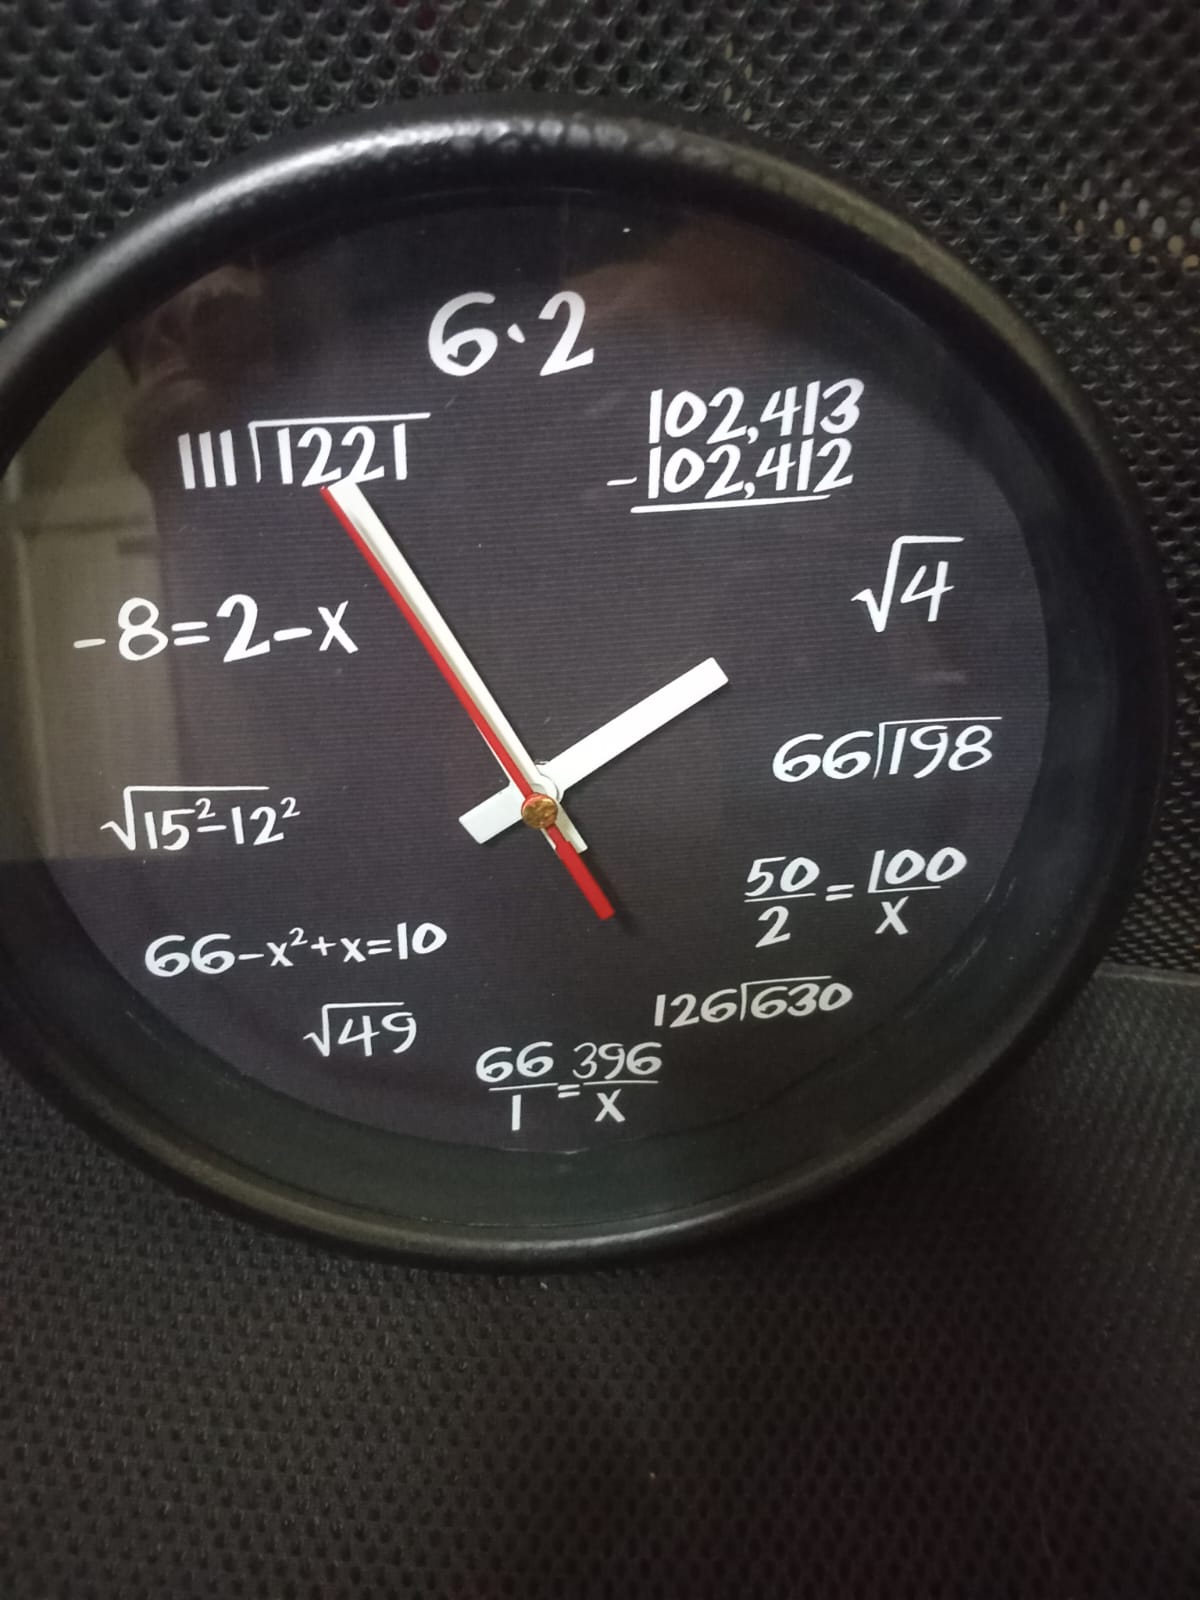 6·2
102,413
-102,412
√4
66⟌198
50/2 = 100/x
126⟌630
66/1 = 396/x
√49
66-x²+x=10
√15²-12²
-8=2-x
111⟌1221